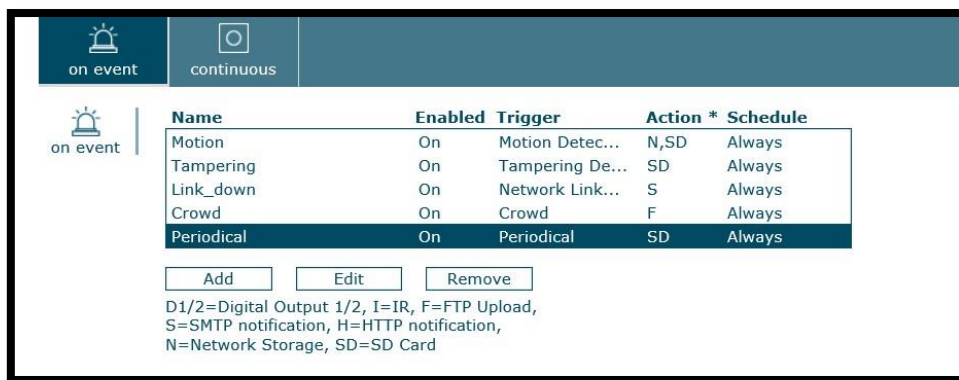 on event continuous
on event
Name Enabled Trigger Action * Schedule
Motion On Motion Detec... N,SD Always
Tampering On Tampering De... SD Always
Link_down On Network Link... S Always
Crowd On Crowd F Always
Periodical On Periodical SD Always
Add Edit Remove
D1/2=Digital Output 1/2, I=IR, F=FTP Upload,
S=SMTP notification, H=HTTP notification,
N=Network Storage, SD=SD Card